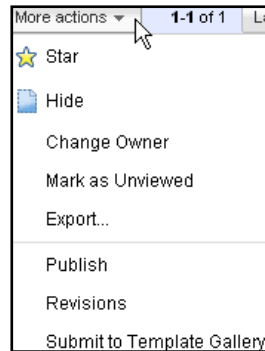 More actions 1-1 of 1 La
Star
Hide
Change Owner
Mark as Unviewed
Export...
Publish
Revisions
Submit to Template Gallery